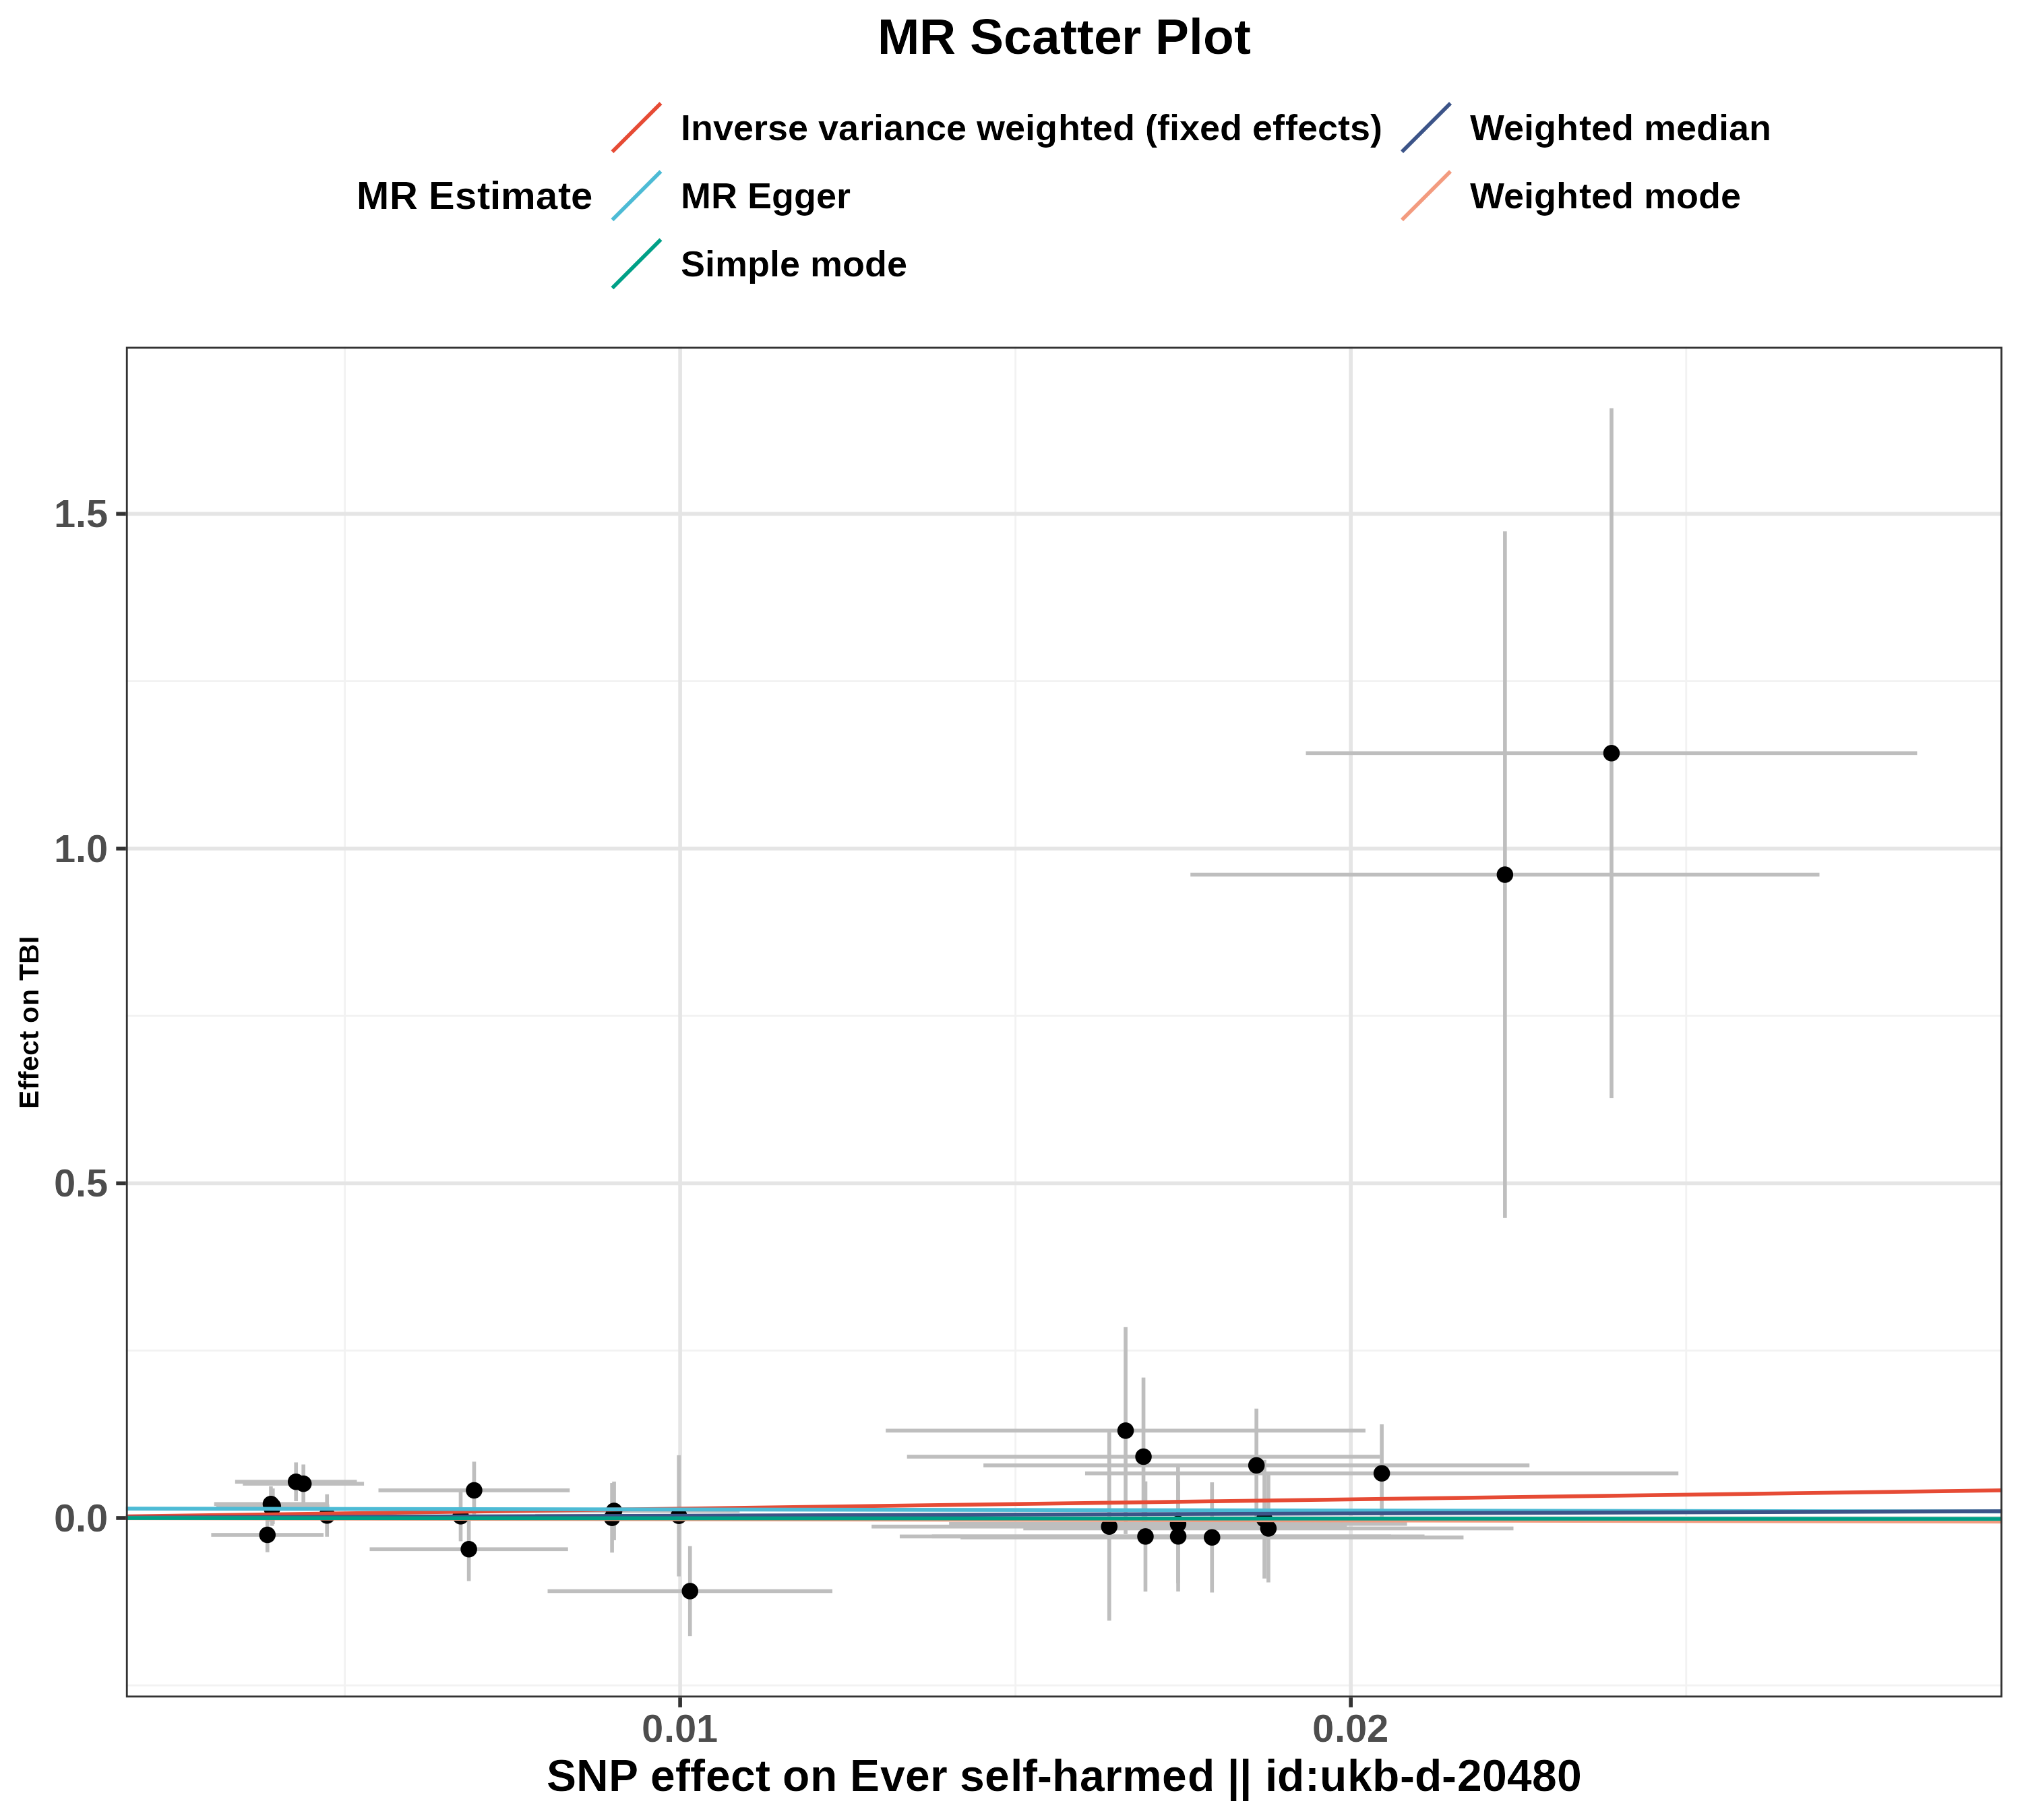 MR Scatter Plot
MR Estimate
Inverse variance weighted (fixed effects)
MR Egger
Simple mode
Weighted median
Weighted mode
Effect on TBI
1.5
1.0
0.5
0.0
0.01
0.02
SNP effect on Ever self-harmed || id:ukb-d-20480